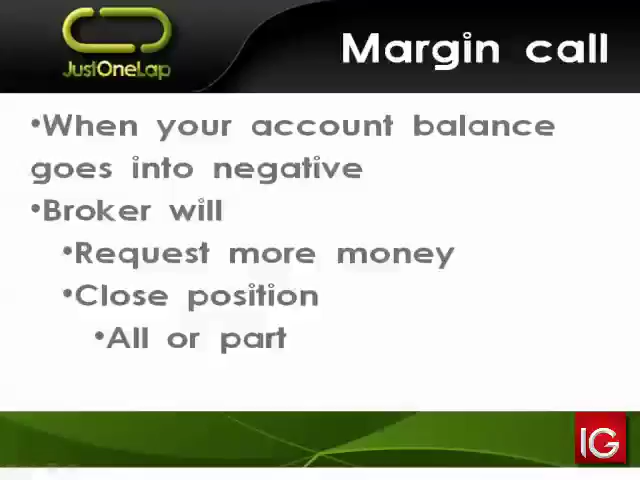 JustOneLap
Margin call
•When your account balance
goes into negative
•Broker will
•Request more money
•Close position
•All or part
IG